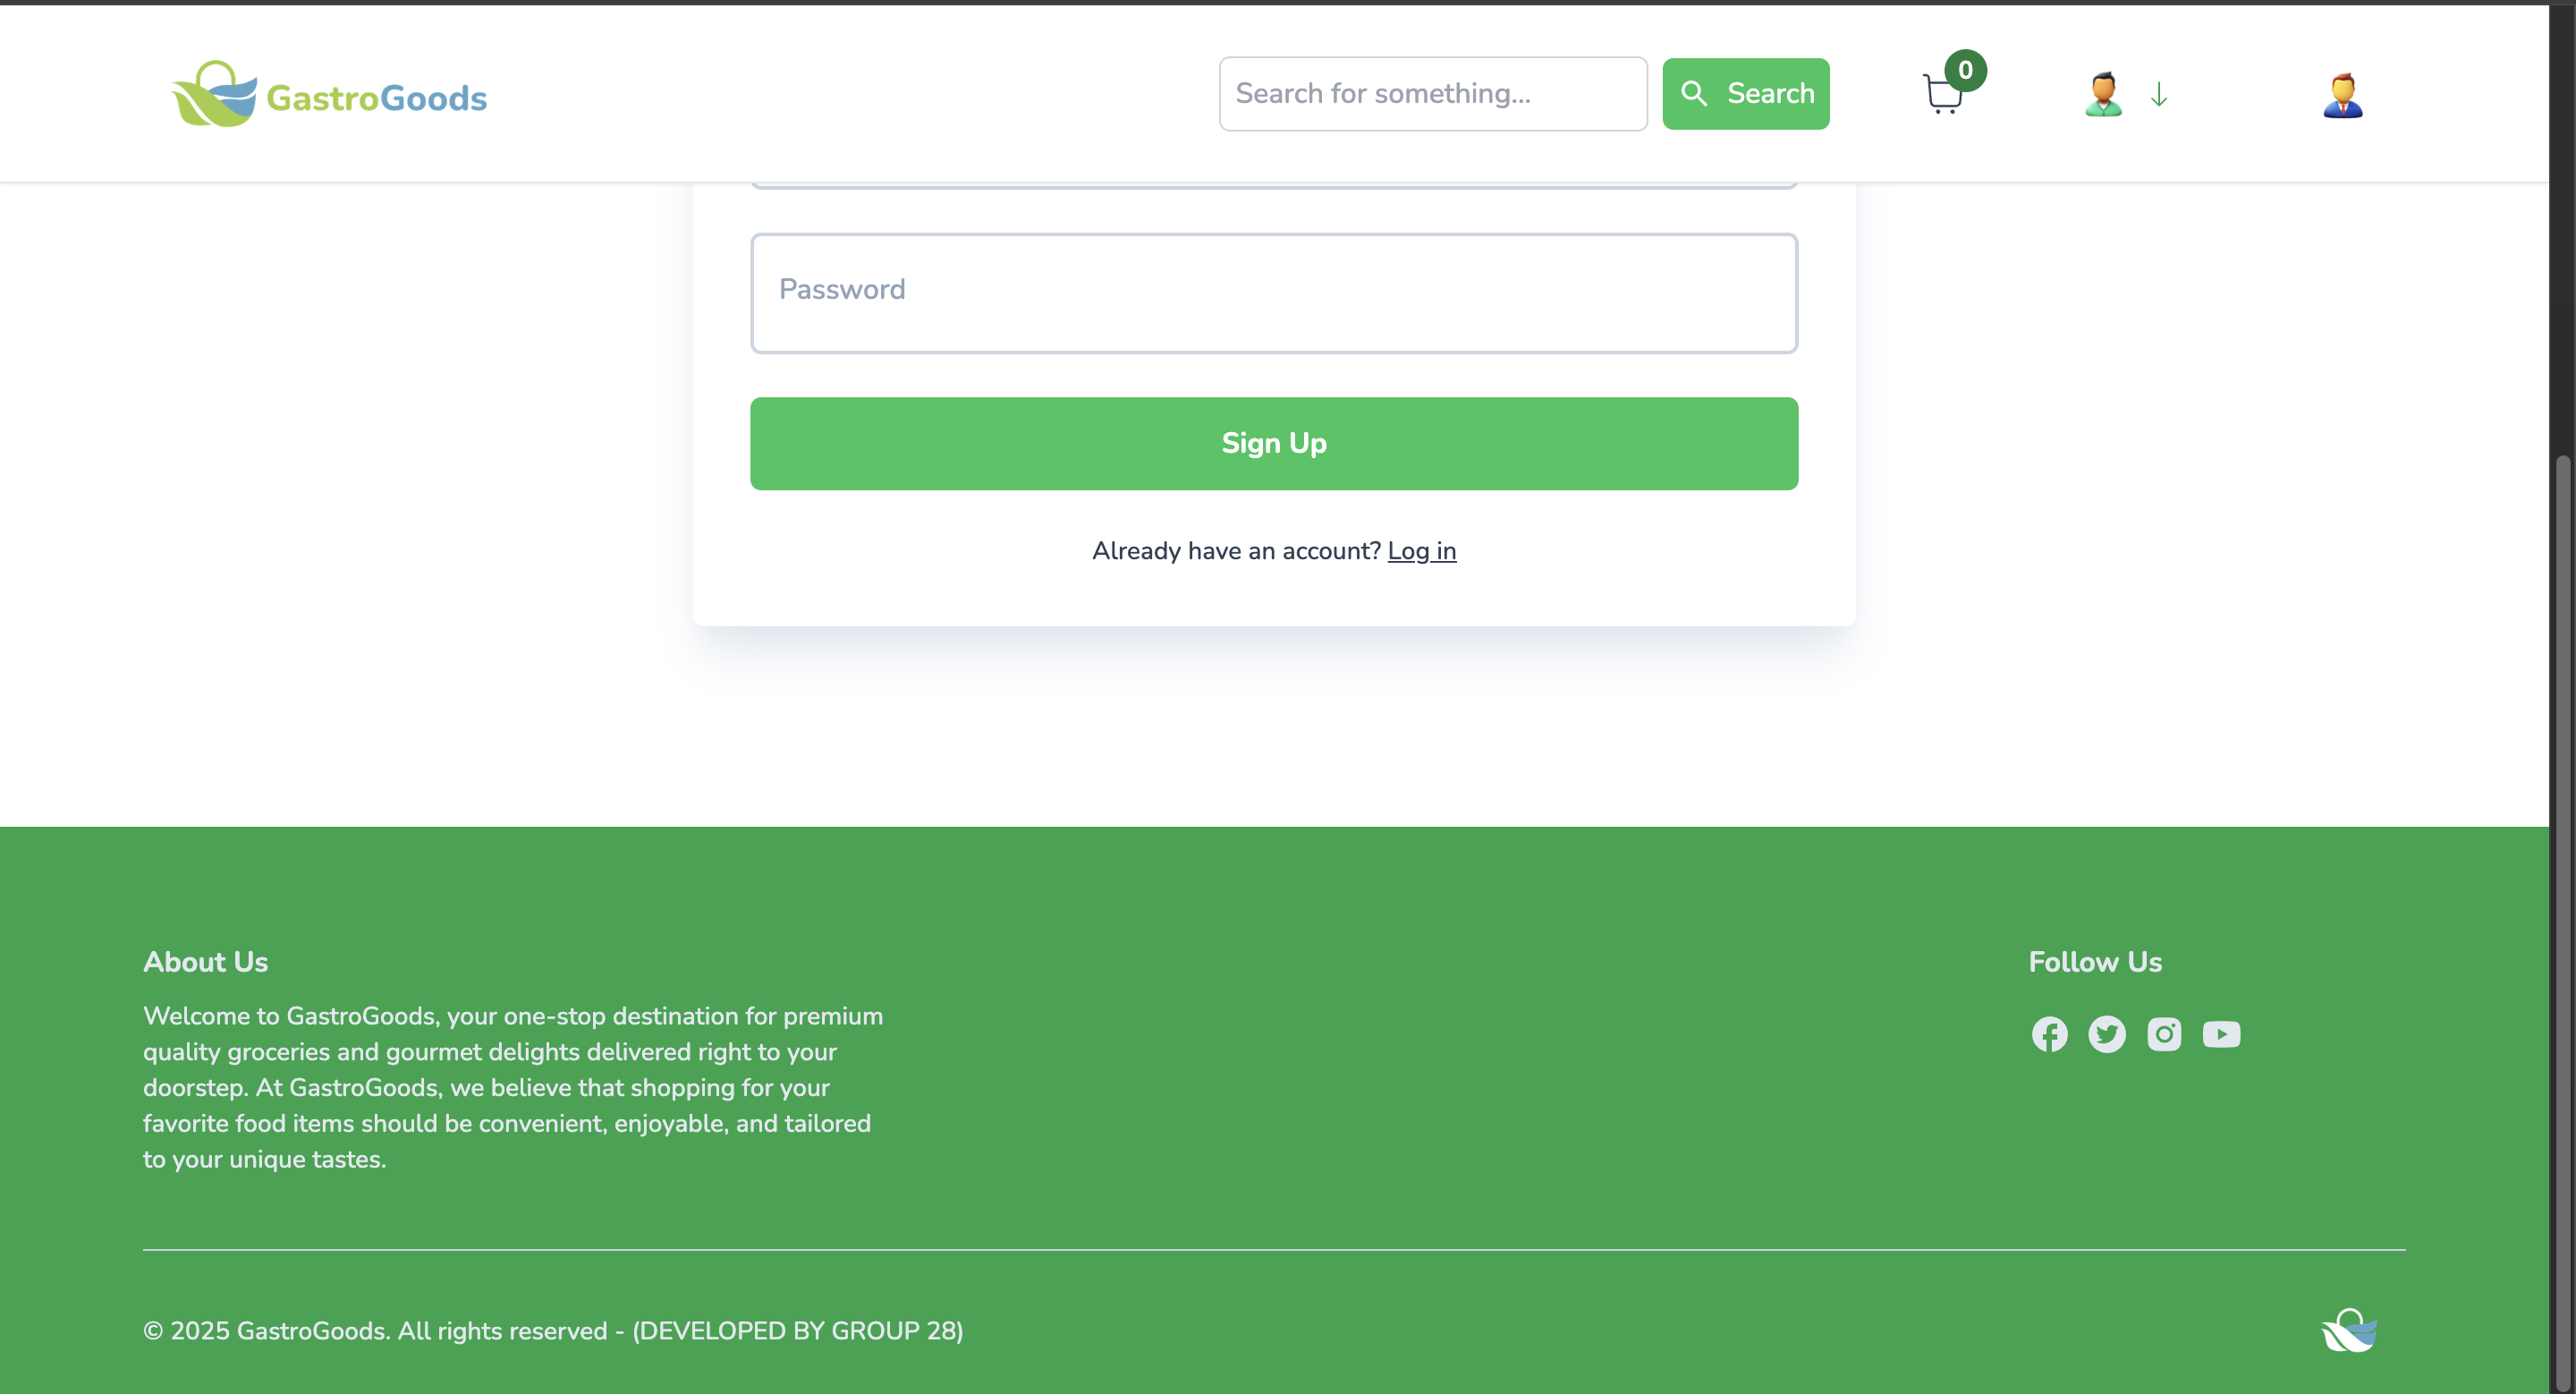 GastroGoods
Search for something...
Search
0
Password
Sign Up
Already have an account? Log in
About Us
Welcome to GastroGoods, your one-stop destination for premium
quality groceries and gourmet delights delivered right to your
doorstep. At GastroGoods, we believe that shopping for your
favorite food items should be convenient, enjoyable, and tailored
to your unique tastes.
Follow Us
© 2025 GastroGoods. All rights reserved - (DEVELOPED BY GROUP 28)